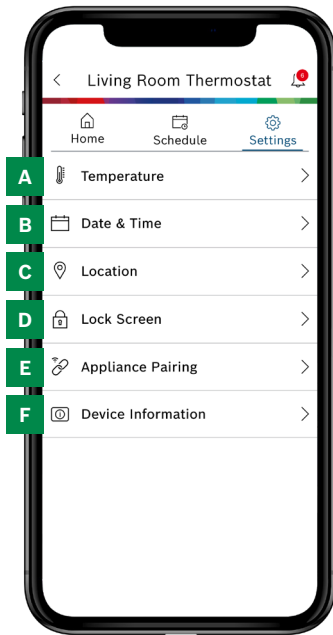 Living Room Thermostat
6
Home
Schedule
Settings
A Temperature
B Date & Time
C Location
D Lock Screen
E Appliance Pairing
F Device Information